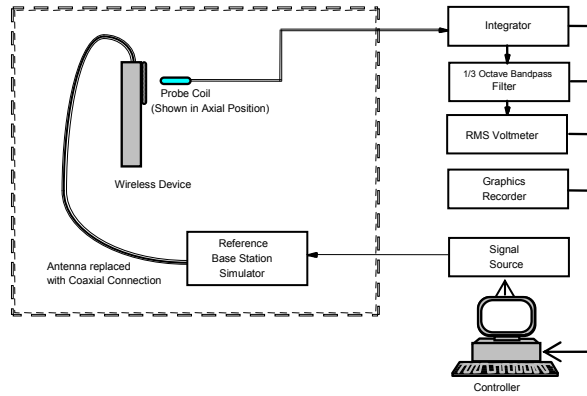 Integrator
1/3 Octave Bandpass
Filter
RMS Voltmeter
Graphics
Recorder
Signal
Source
Controller
Probe Coil
(Shown in Axial Position)
Wireless Device
Reference
Base Station
Simulator
Antenna replaced
with Coaxial Connection